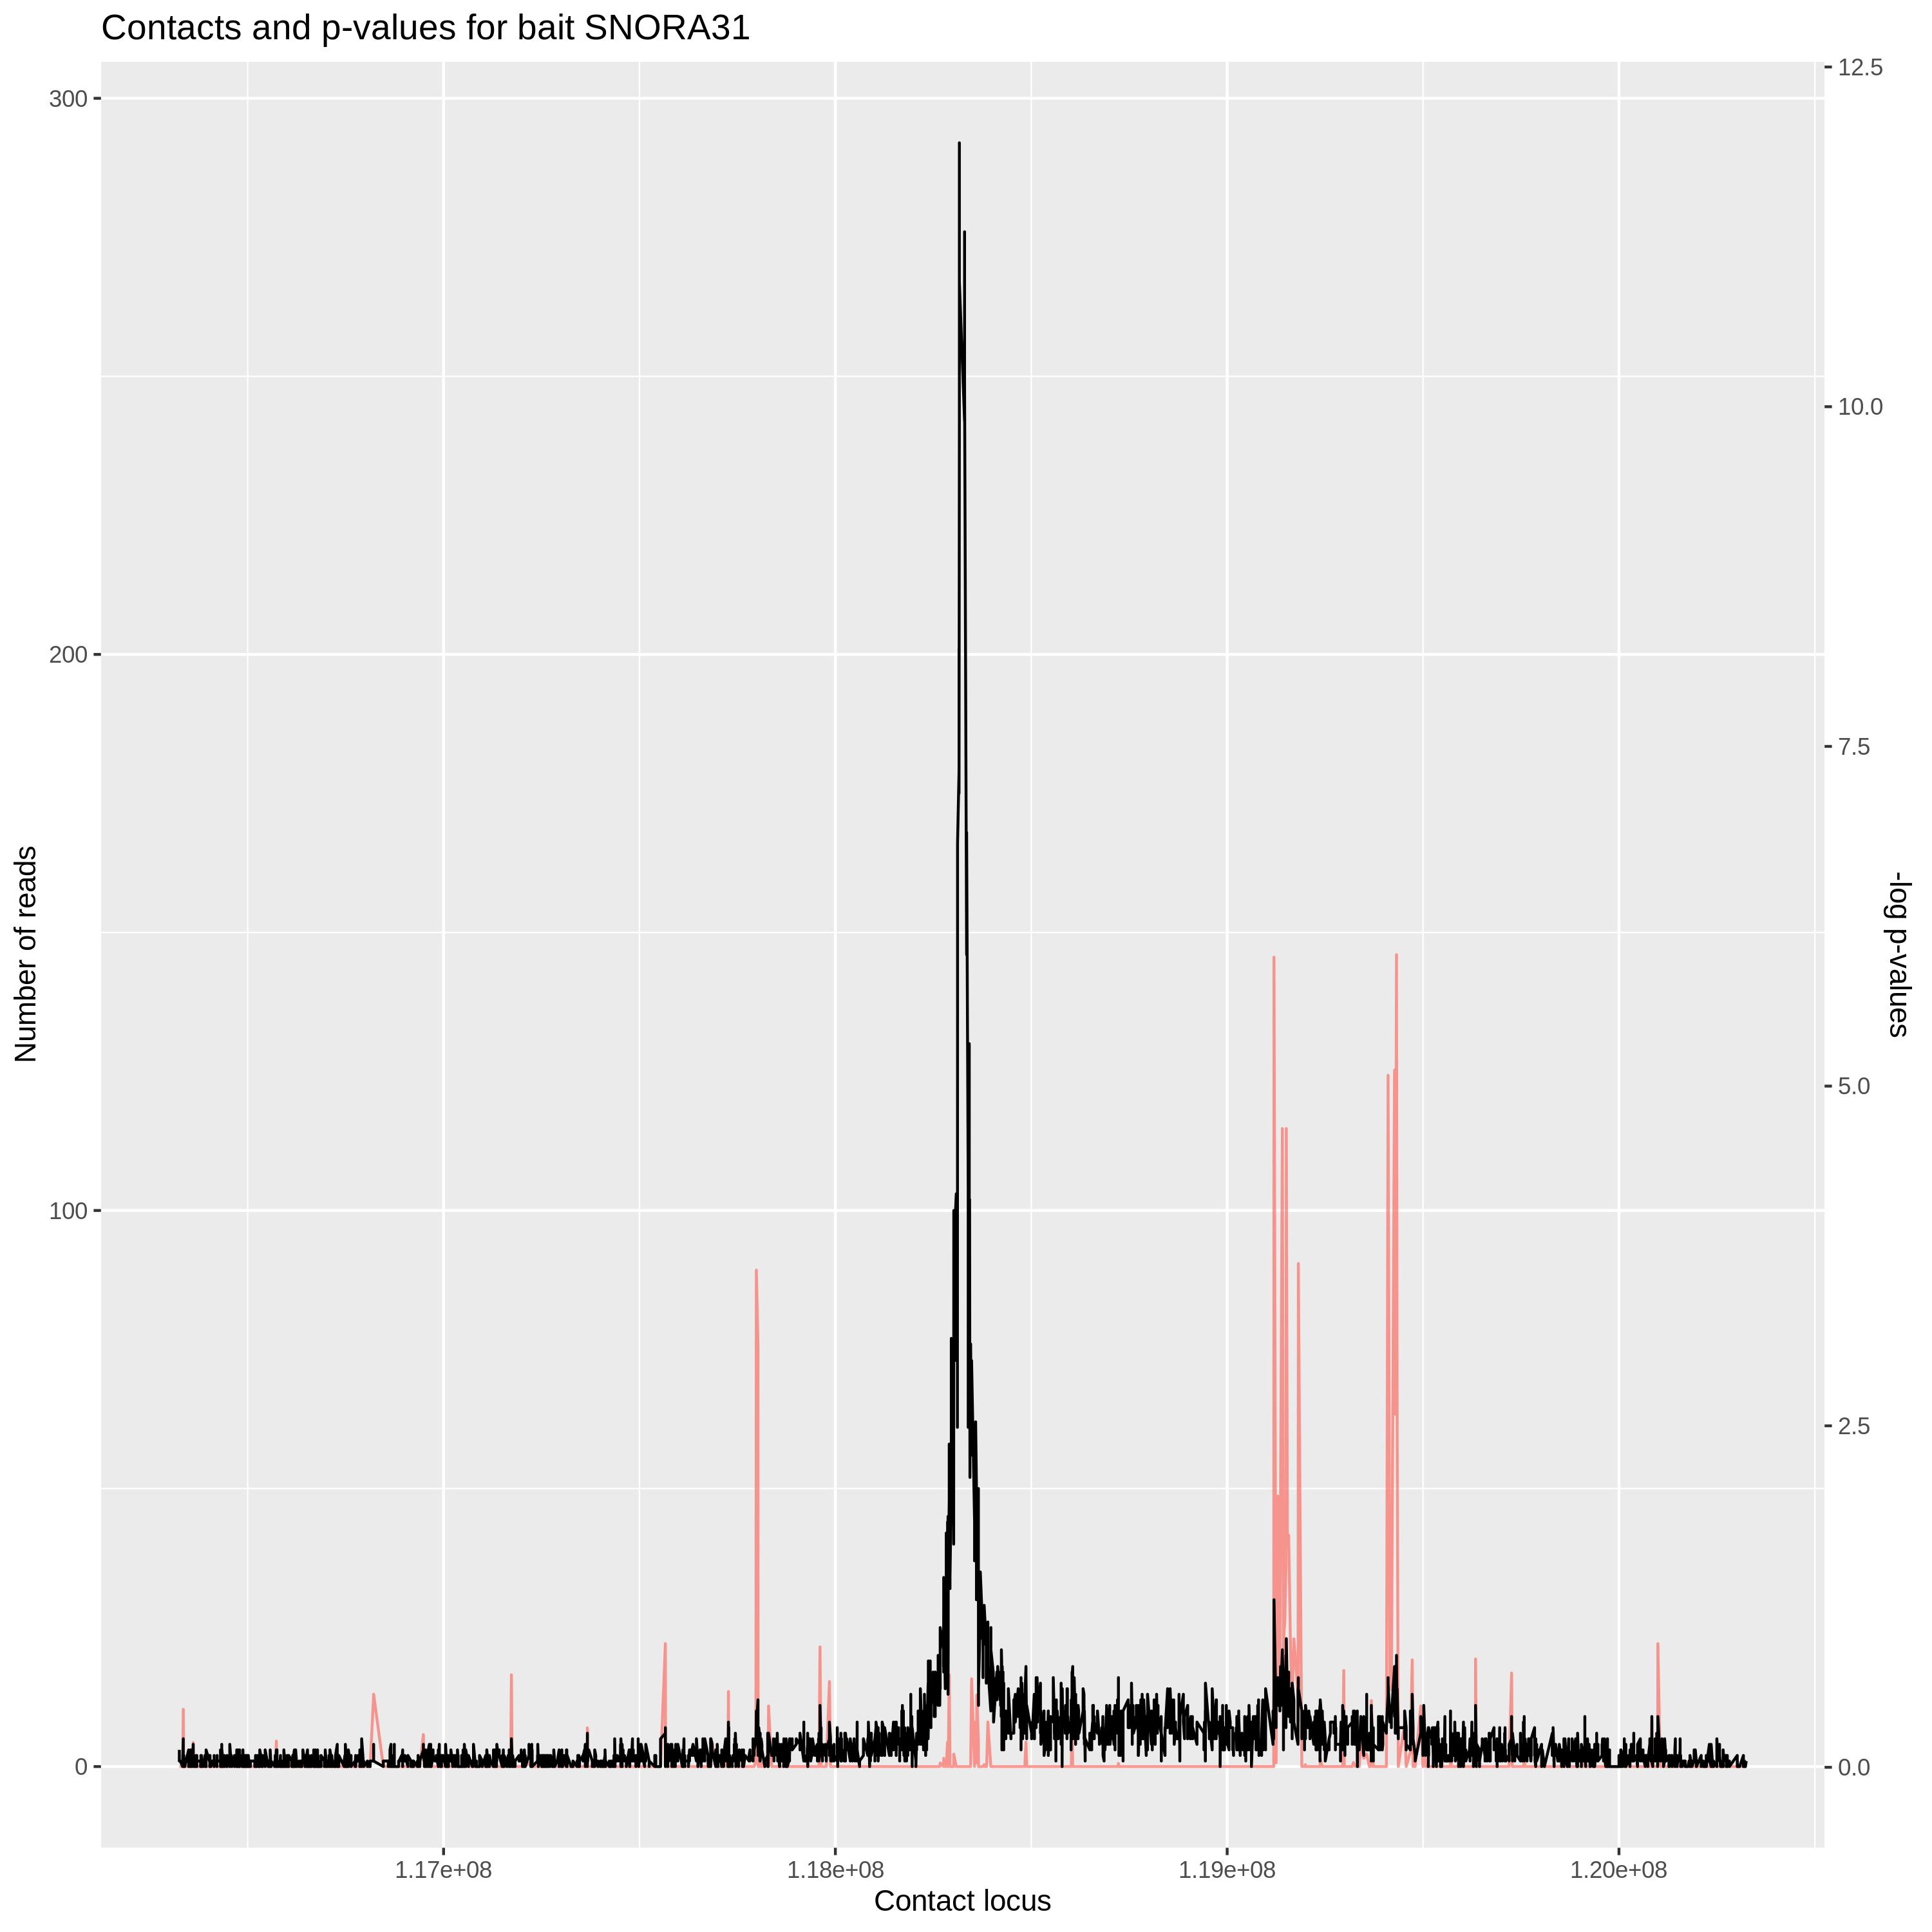 Contacts and p-values for bait SNORA31
300
200
100
0
Number of reads
12.5
10.0
7.5
5.0
2.5
0.0
-log p-values
1.17e+08
1.18e+08
1.19e+08
1.20e+08
Contact locus